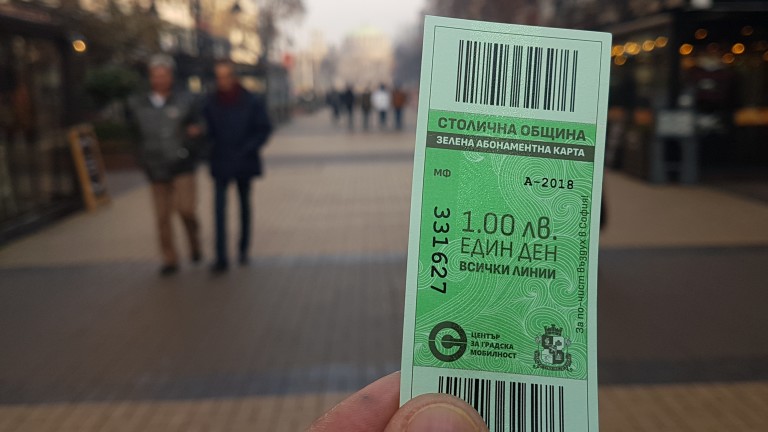 СТОЛИЧНА ОБЩИНА
ЗЕЛЕНА АБОНАМЕНТНА КАРТА
МФ
А-2018
331627
1.00 лв.
ЕДИН ДЕН
ВСИЧКИ ЛИНИИ
За по-чист въздух в София!
ЦЕНТЪР
ЗА ГРАДСКА
МОБИЛНОСТ